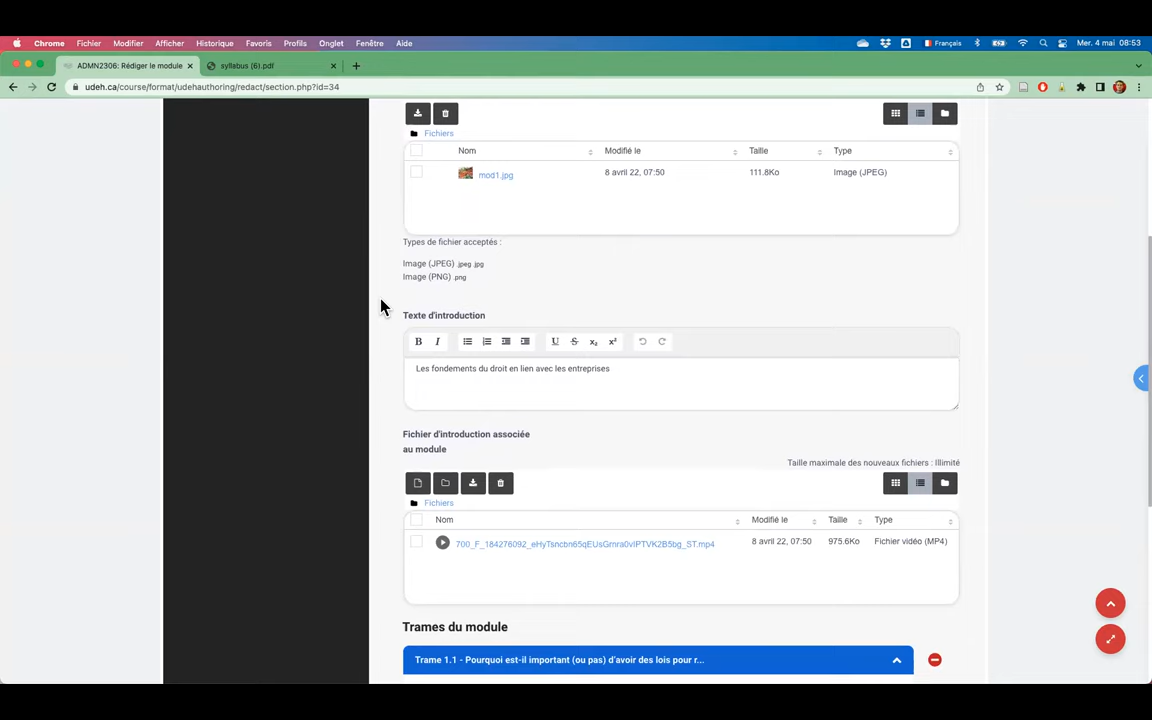 Chrome Fichier Modifier Afficher Historique Favoris Profils Onglet Fenêtre Aide Français Mer. 4 mai 08:53
ADMN2306: Rédiger le module syllabus (6).pdf
udeh.ca/course/format/udehauthoring/redact/section.php?id=34
Fichiers
Nom Modifié le Taille Type
mod1.jpg 8 avril 22, 07:50 111.8Ko Image (JPEG)
Types de fichier acceptés :
Image (JPEG) .jpeg .jpg
Image (PNG) .png
Texte d'introduction
B I U S x₂ x²
Les fondements du droit en lien avec les entreprises
Fichier d'introduction associée
au module
Taille maximale des nouveaux fichiers : Illimité
Fichiers
Nom Modifié le Taille Type
700_F_184276092_eHyTsncbn65qEUsGrnra0vIPTVK2B5bg_ST.mp4 8 avril 22, 07:50 975.6Ko Fichier vidéo (MP4)
Trames du module
Trame 1.1 - Pourquoi est-il important (ou pas) d'avoir des lois pour r...